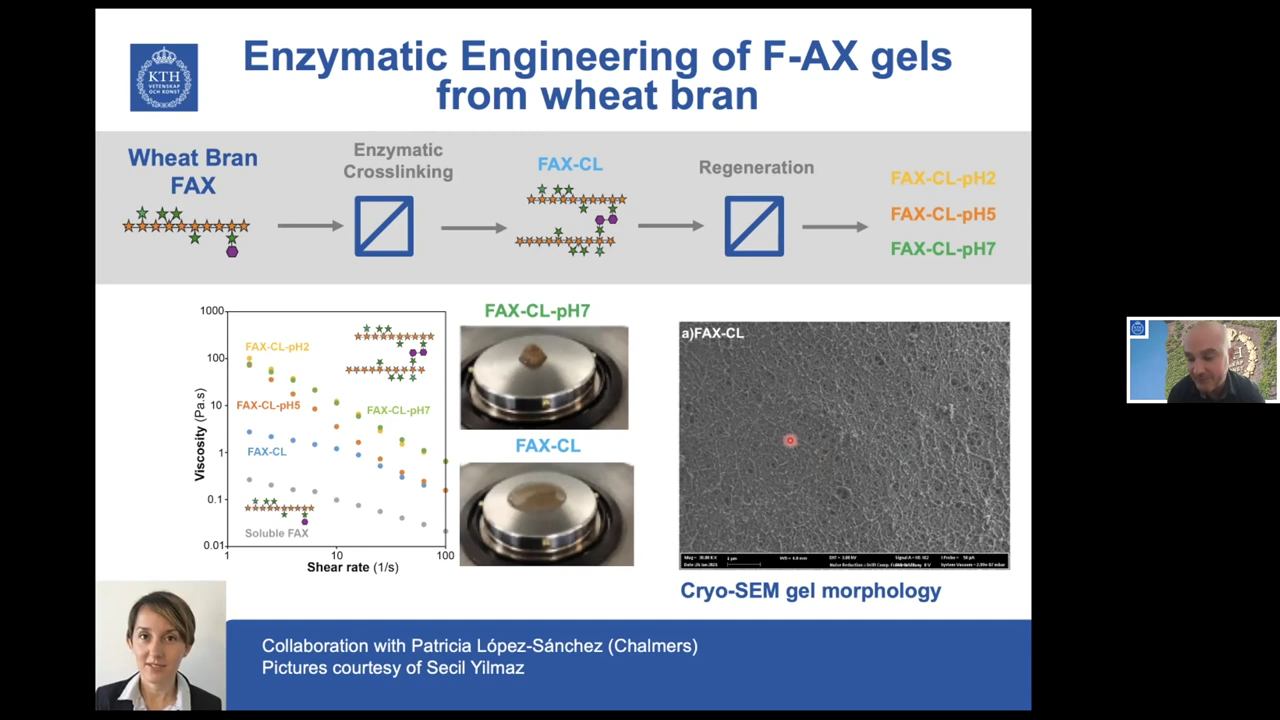 KTH
VETENSKAP
OCH KONST
Enzymatic Engineering of F-AX gels
from wheat bran
Wheat Bran
FAX
Enzymatic
Crosslinking
FAX-CL
Regeneration
FAX-CL-pH2
FAX-CL-pH5
FAX-CL-pH7
1000
100
10
1
0.1
0.01
Viscosity (Pa.s)
FAX-CL-pH2
FAX-CL-pH5
FAX-CL-pH7
FAX-CL
Soluble FAX
1
10
100
Shear rate (1/s)
FAX-CL-pH7
FAX-CL
a)FAX-CL
Cryo-SEM gel morphology
Collaboration with Patricia López-Sánchez (Chalmers)
Pictures courtesy of Secil Yilmaz